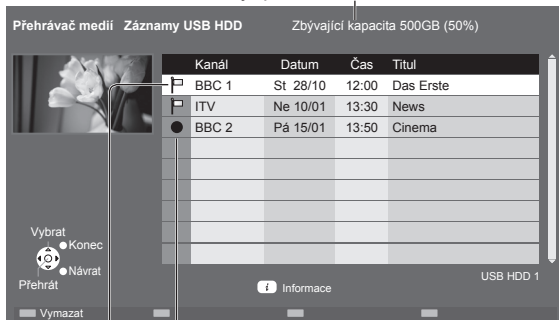 Přehrávač medií Záznamy USB HDD Zbývající kapacita 500GB (50%)
Kanál Datum Čas Titul
BBC 1 St 28/10 12:00 Das Erste
ITV Ne 10/01 13:30 News
BBC 2 Pá 15/01 13:50 Cinema
Vybrat
Konec
Návrat
Přehrát
i Informace
USB HDD 1
Vymazat